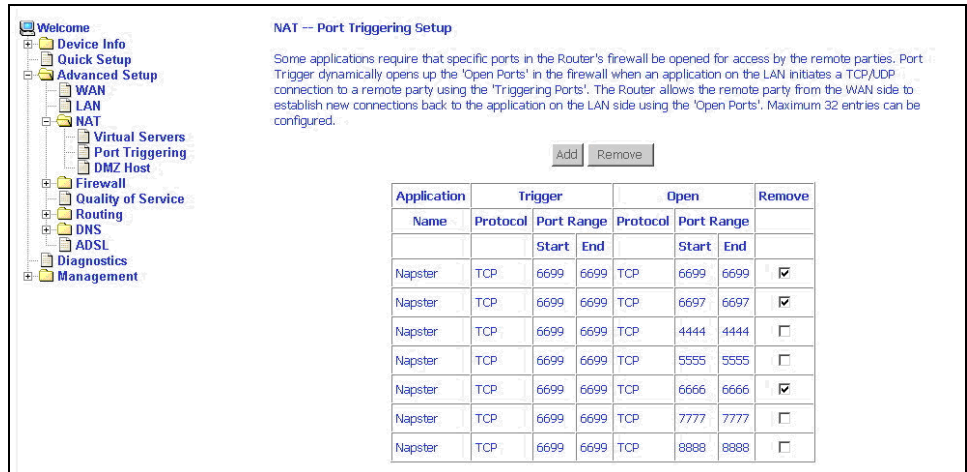 Welcome
Device Info
Quick Setup
Advanced Setup
WAN
LAN
NAT
Virtual Servers
Port Triggering
DMZ Host
Firewall
Quality of Service
Routing
DNS
ADSL
Diagnostics
Management
NAT -- Port Triggering Setup
Some applications require that specific ports in the Router's firewall be opened for access by the remote parties. Port
Trigger dynamically opens up the 'Open Ports' in the firewall when an application on the LAN initiates a TCP/UDP
connection to a remote party using the 'Triggering Ports'. The Router allows the remote party from the WAN side to
establish new connections back to the application on the LAN side using the 'Open Ports'. Maximum 32 entries can be
configured.
Add Remove
Application Trigger Open Remove
Name Protocol Port Range Protocol Port Range
Start End Start End
Napster TCP 6699 6699 TCP 6699 6699
Napster TCP 6699 6699 TCP 6697 6697
Napster TCP 6699 6699 TCP 4444 4444
Napster TCP 6699 6699 TCP 5555 5555
Napster TCP 6699 6699 TCP 6666 6666
Napster TCP 6699 6699 TCP 7777 7777
Napster TCP 6699 6699 TCP 8888 8888